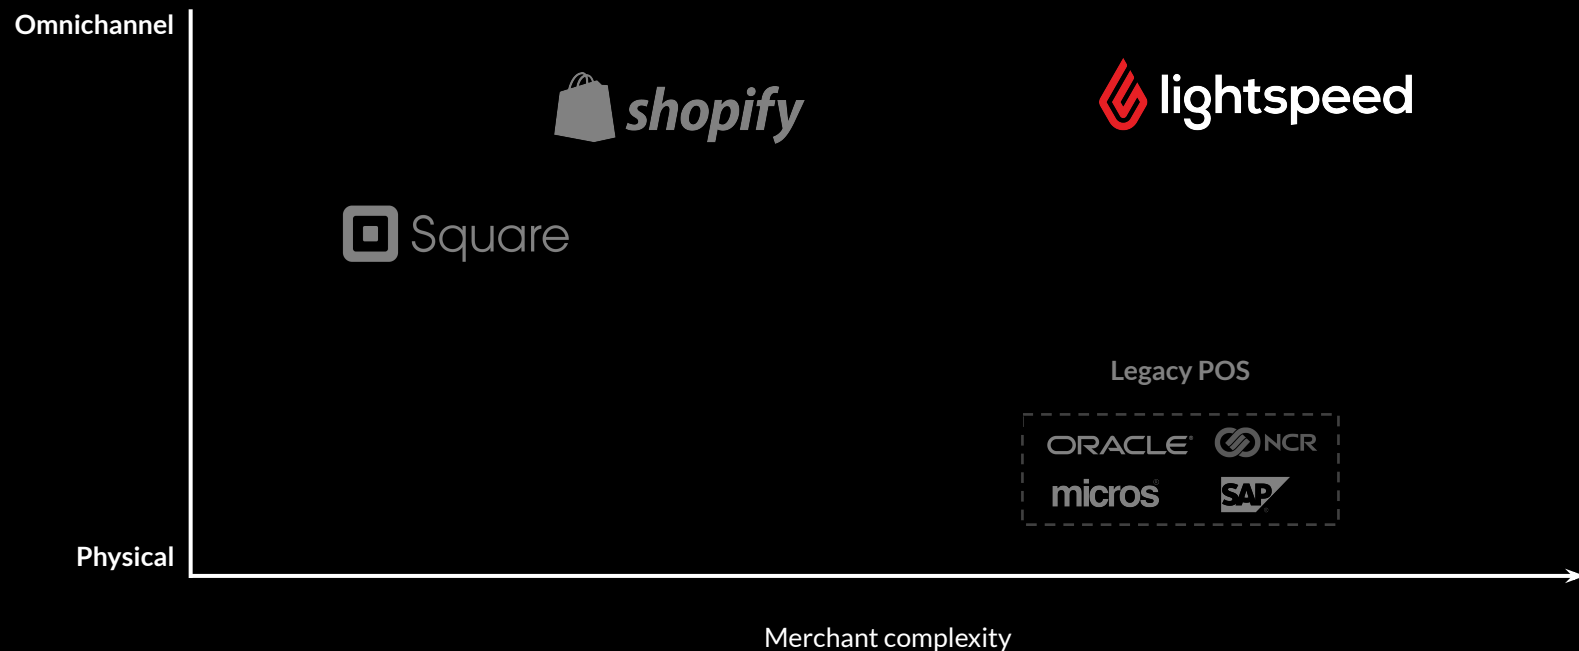 Omnichannel
shopify
lightspeed
Square
Legacy POS
ORACLE® NCR
micros® SAP®
Physical
Merchant complexity